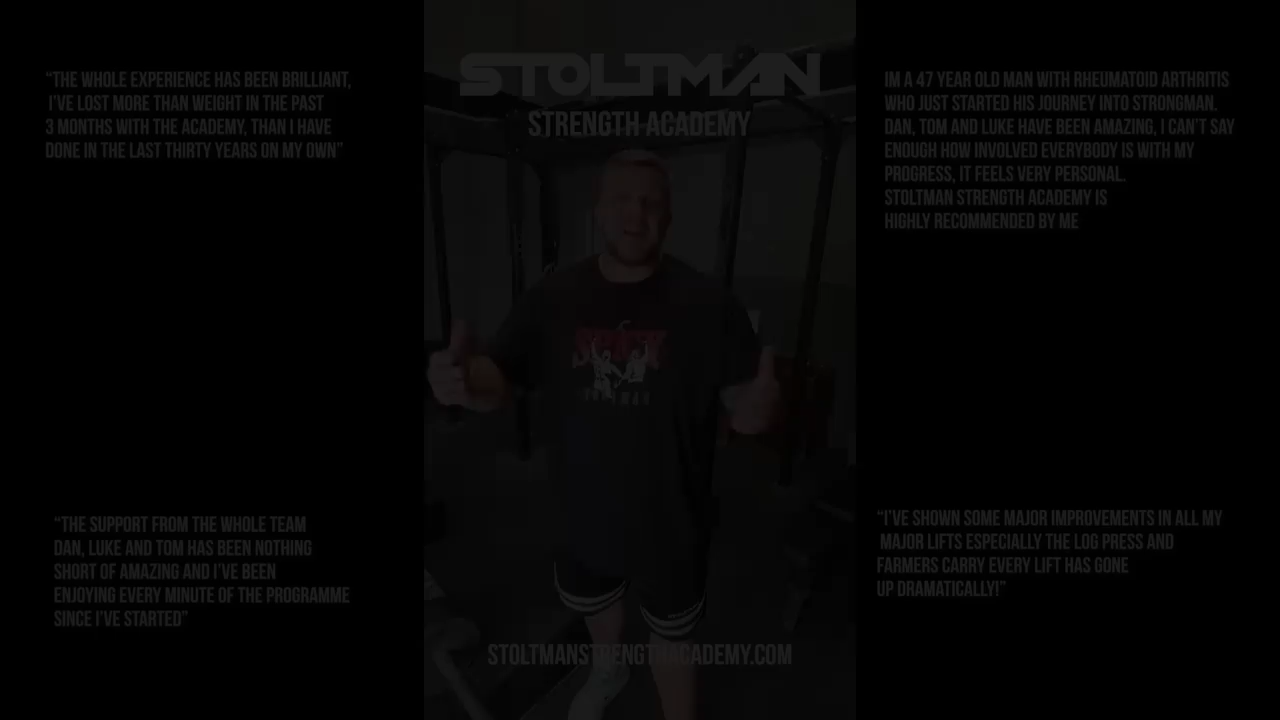 STOLTMAN
STRENGTH ACADEMY
“THE WHOLE EXPERIENCE HAS BEEN BRILLIANT,
I’VE LOST MORE THAN WEIGHT IN THE PAST
3 MONTHS WITH THE ACADEMY, THAN I HAVE
DONE IN THE LAST THIRTY YEARS ON MY OWN”
IM A 47 YEAR OLD MAN WITH RHEUMATOID ARTHRITIS
WHO JUST STARTED HIS JOURNEY INTO STRONGMAN.
DAN, TOM AND LUKE HAVE BEEN AMAZING, I CAN’T SAY
ENOUGH HOW INVOLVED EVERYBODY IS WITH MY
PROGRESS, IT FEELS VERY PERSONAL.
STOLTMAN STRENGTH ACADEMY IS
HIGHLY RECOMMENDED BY ME
“THE SUPPORT FROM THE WHOLE TEAM
DAN, LUKE AND TOM HAS BEEN NOTHING
SHORT OF AMAZING AND I’VE BEEN
ENJOYING EVERY MINUTE OF THE PROGRAMME
SINCE I’VE STARTED”
“I’VE SHOWN SOME MAJOR IMPROVEMENTS IN ALL MY
MAJOR LIFTS ESPECIALLY THE LOG PRESS AND
FARMERS CARRY EVERY LIFT HAS GONE
UP DRAMATICALLY!”
STOLTMANSTRENGTHACADEMY.COM